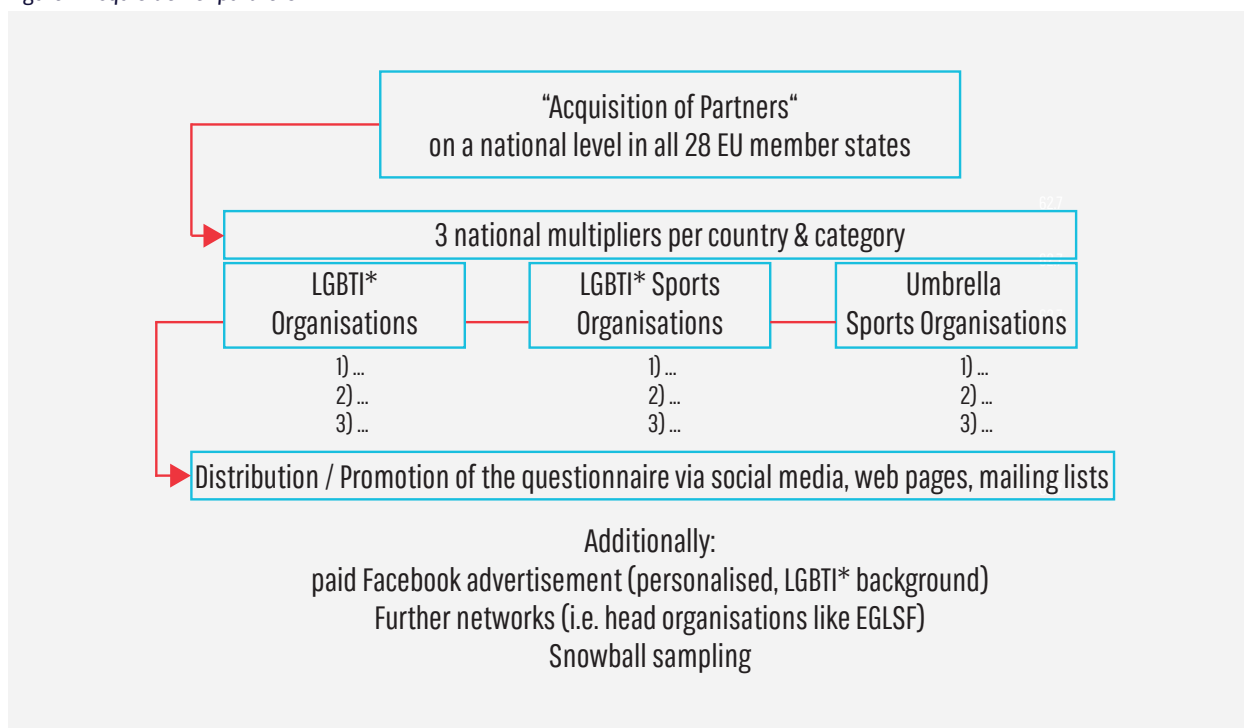 “Acquisition of Partners“
on a national level in all 28 EU member states
627
3 national multipliers per country & category
LGBTI*
Organisations
LGBTI* Sports
Organisations
Umbrella
Sports Organisations
1) ...
2) ...
3) ...
1) ...
2) ...
3) ...
1) ...
2) ...
3) ...
Distribution / Promotion of the questionnaire via social media, web pages, mailing lists
Additionally:
paid Facebook advertisement (personalised, LGBTI* background)
Further networks (i.e. head organisations like EGLSF)
Snowball sampling